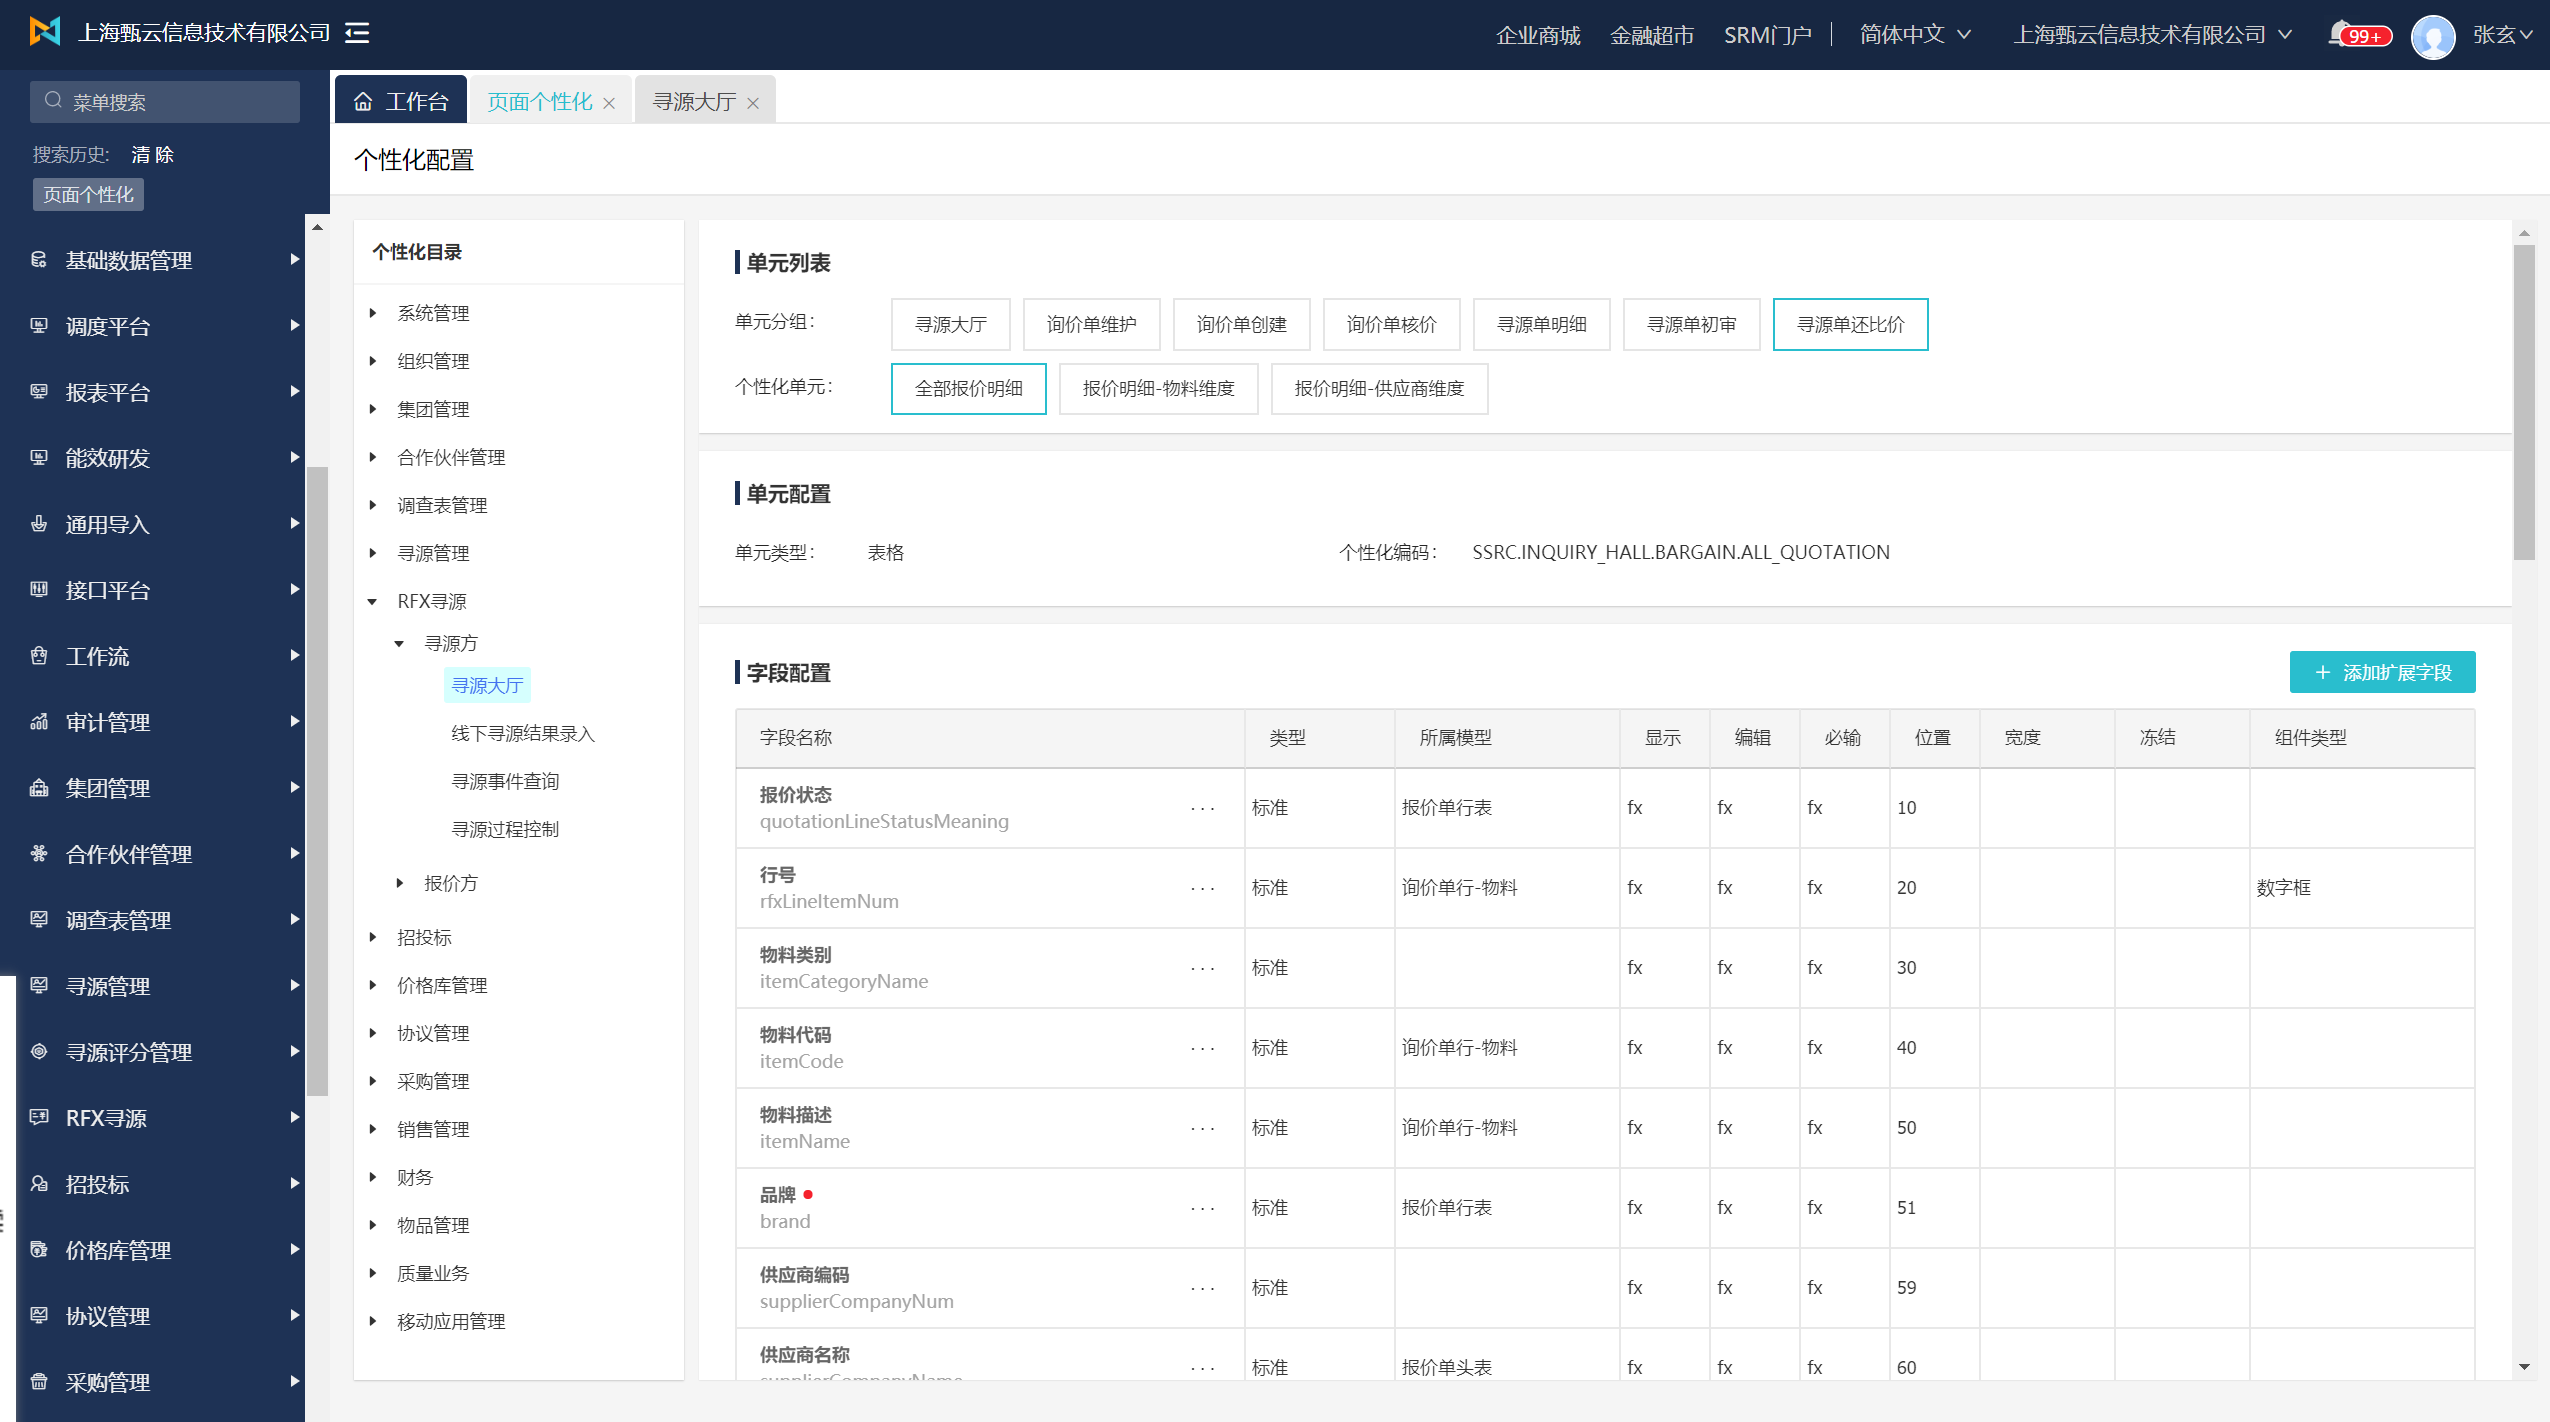 上海甄云信息技术有限公司
企业商城 金融超市 SRM门户 简体中文 上海甄云信息技术有限公司 99+ 张玄
菜单搜索
搜索历史: 清 除
页面个性化
基础数据管理
调度平台
报表平台
能效研发
通用导入
接口平台
工作流
审计管理
集团管理
合作伙伴管理
调查表管理
寻源管理
寻源评分管理
RFX寻源
招投标
价格库管理
协议管理
采购管理
工作台 页面个性化 寻源大厅
个性化配置
个性化目录
系统管理
组织管理
集团管理
合作伙伴管理
调查表管理
寻源管理
RFX寻源
寻源方
寻源大厅
线下寻源结果录入
寻源事件查询
寻源过程控制
报价方
招投标
价格库管理
协议管理
采购管理
销售管理
财务
物品管理
质量业务
移动应用管理
单元列表
单元分组： 寻源大厅 询价单维护 询价单创建 询价单核价 寻源单明细 寻源单初审 寻源单还比价
个性化单元： 全部报价明细 报价明细-物料维度 报价明细-供应商维度
单元配置
单元类型： 表格 个性化编码： SSRC.INQUIRY_HALL.BARGAIN.ALL_QUOTATION
字段配置
+ 添加扩展字段
字段名称 类型 所属模型 显示 编辑 必输 位置 宽度 冻结 组件类型
报价状态
quotationLineStatusMeaning ··· 标准 报价单行表 fx fx fx 10
行号
rfxLineItemNum ··· 标准 询价单行-物料 fx fx fx 20 数字框
物料类别
itemCategoryName ··· 标准 fx fx fx 30
物料代码
itemCode ··· 标准 询价单行-物料 fx fx fx 40
物料描述
itemName ··· 标准 询价单行-物料 fx fx fx 50
品牌
brand ··· 标准 报价单行表 fx fx fx 51
供应商编码
supplierCompanyNum ··· 标准 fx fx fx 59
供应商名称
supplierCompanyName ··· 标准 报价单头表 fx fx fx 60